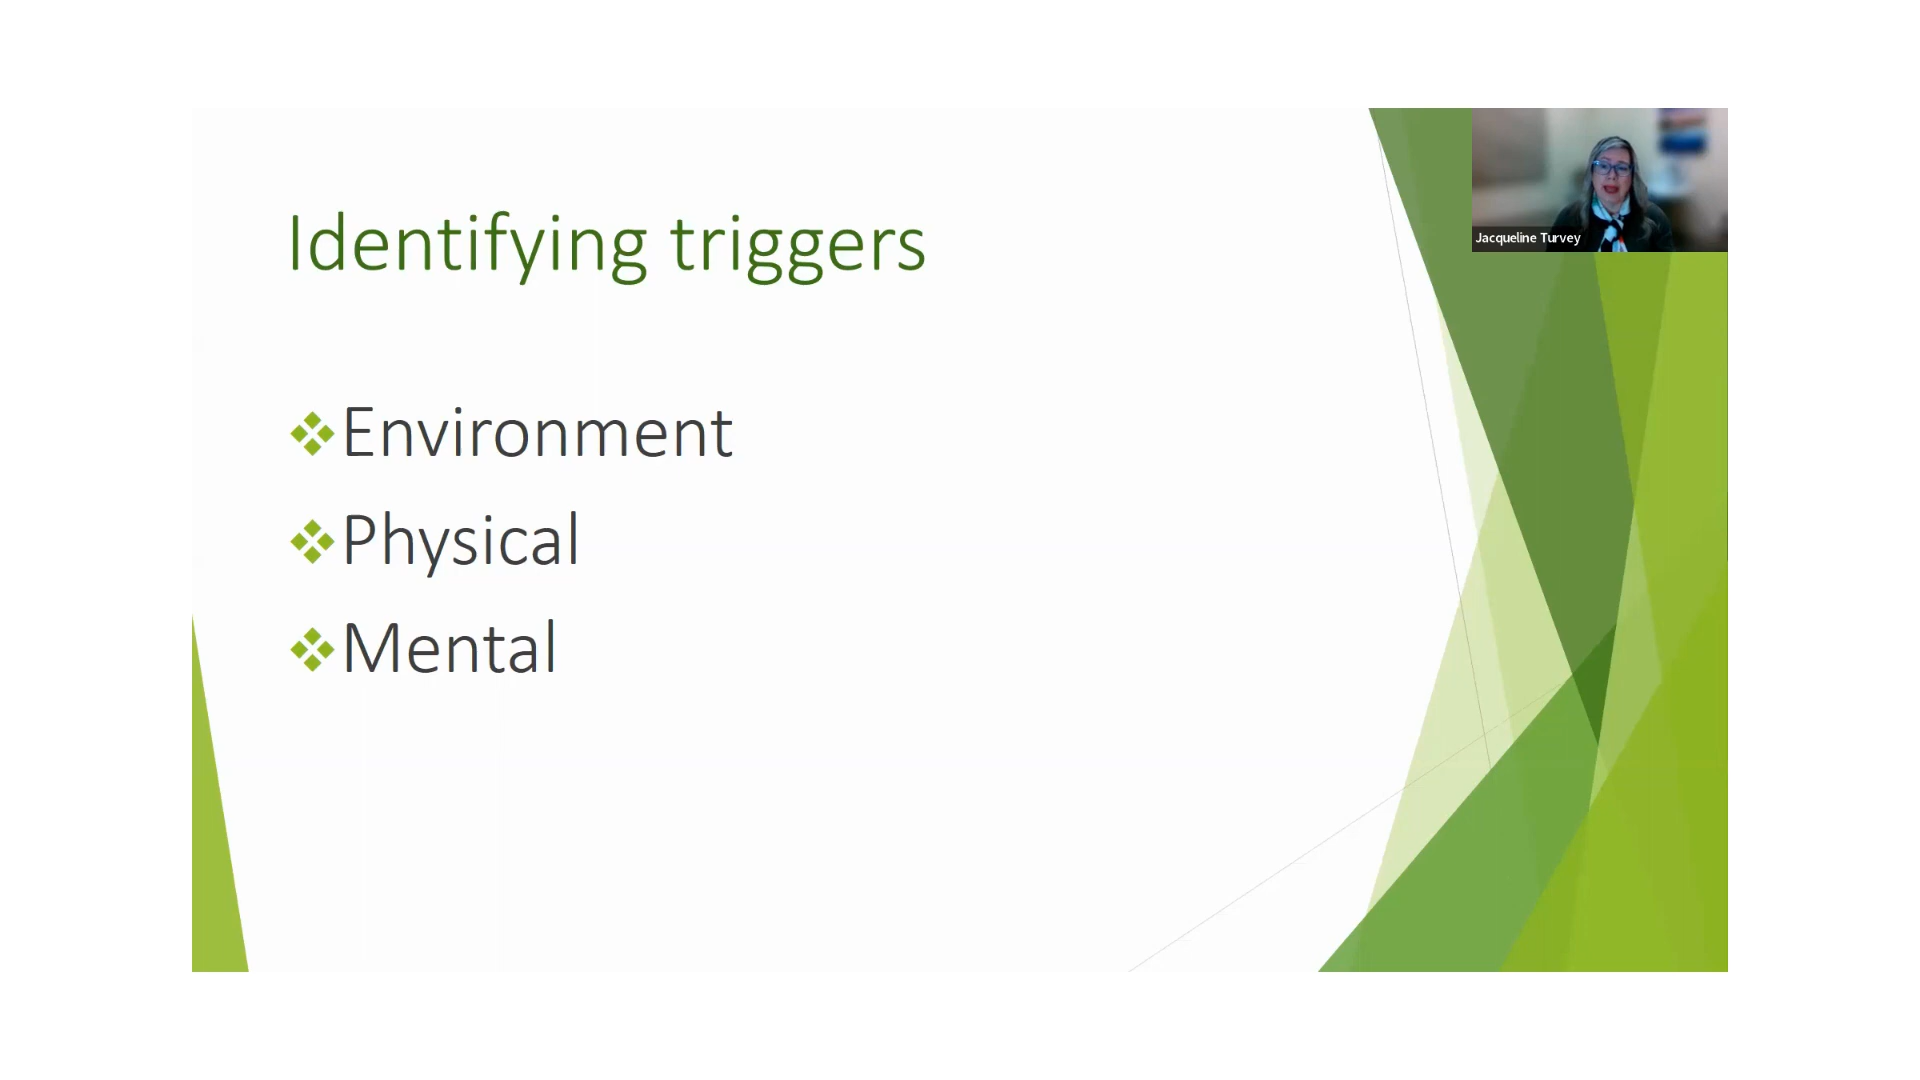 Identifying triggers
Environment
Physical
Mental
Jacqueline Turvey